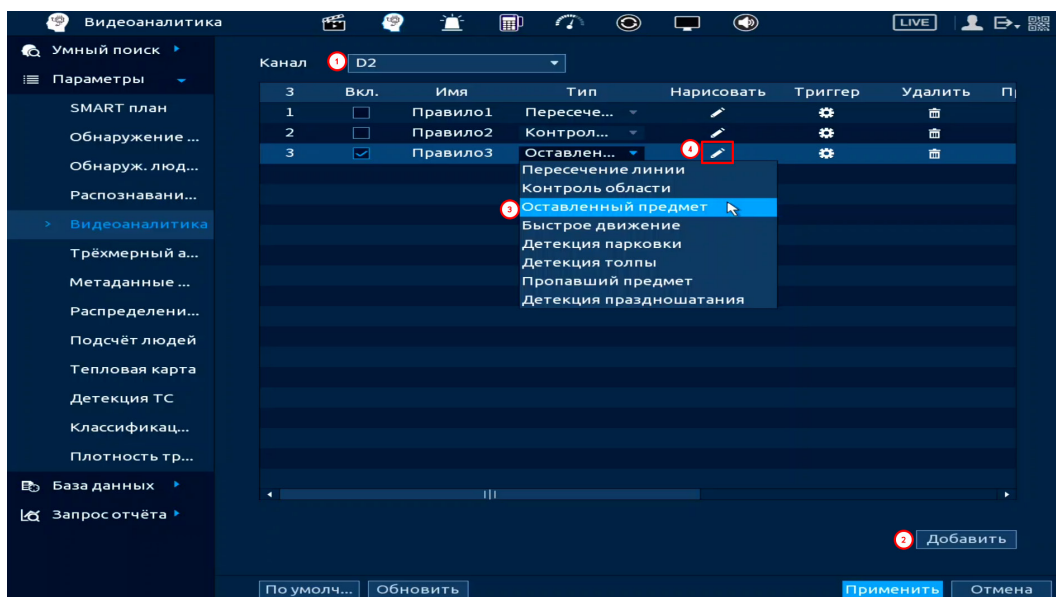 Видеоаналитика
LIVE
Умный поиск
Параметры
SMART план
Обнаружение ...
Обнаруж. люд...
Распознавани...
> Видеоаналитика
Трёхмерный а...
Метаданные ...
Распределени...
Подсчёт людей
Тепловая карта
Детекция ТС
Классификац...
Плотность тр...
База данных
Запрос отчёта
Канал 1 D2
3 Вкл. Имя Тип Нарисовать Триггер Удалить
1 Правило1 Пересече...
2 Правило2 Контрол...
3 Правило3 Оставлен... 4
Пересечение линии
Контроль области
3 Оставленный предмет
Быстрое движение
Детекция парковки
Детекция толпы
Пропавший предмет
Детекция праздношатания
2 Добавить
По умолч... Обновить Применить Отмена